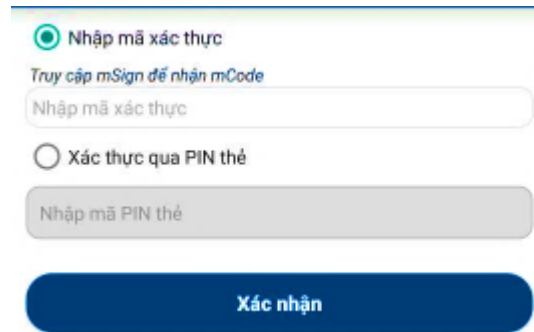 Nhập mã xác thực
Truy cập mSign để nhận mCode
Nhập mã xác thực
Xác thực qua PIN thẻ
Nhập mã PIN thẻ
Xác nhận